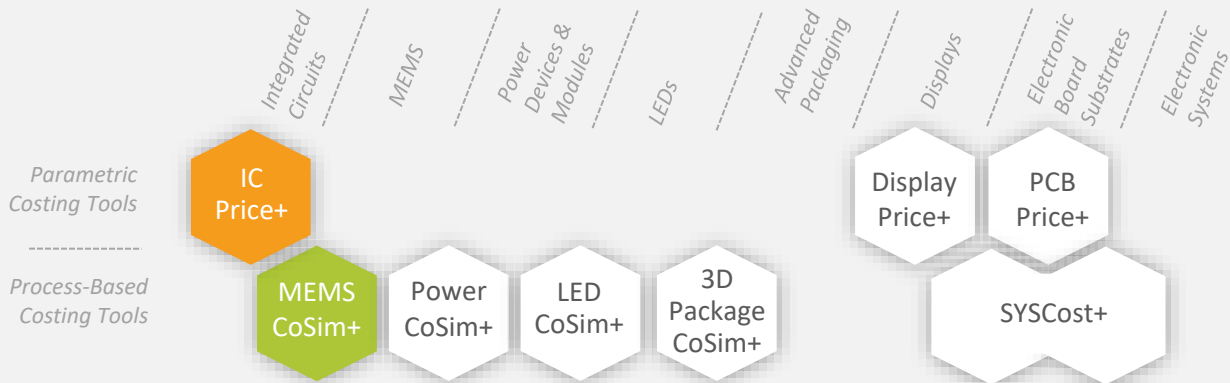 Integrated
Circuits
MEMS
Power
Devices &
Modules
LEDs
Advanced
Packaging
Displays
Electronic
Board
Substrates
Electronic
Systems
Parametric
Costing Tools
IC
Price+
Display
Price+
PCB
Price+
Process-Based
Costing Tools
MEMS
CoSim+
Power
CoSim+
LED
CoSim+
3D
Package
CoSim+
SYSCost+